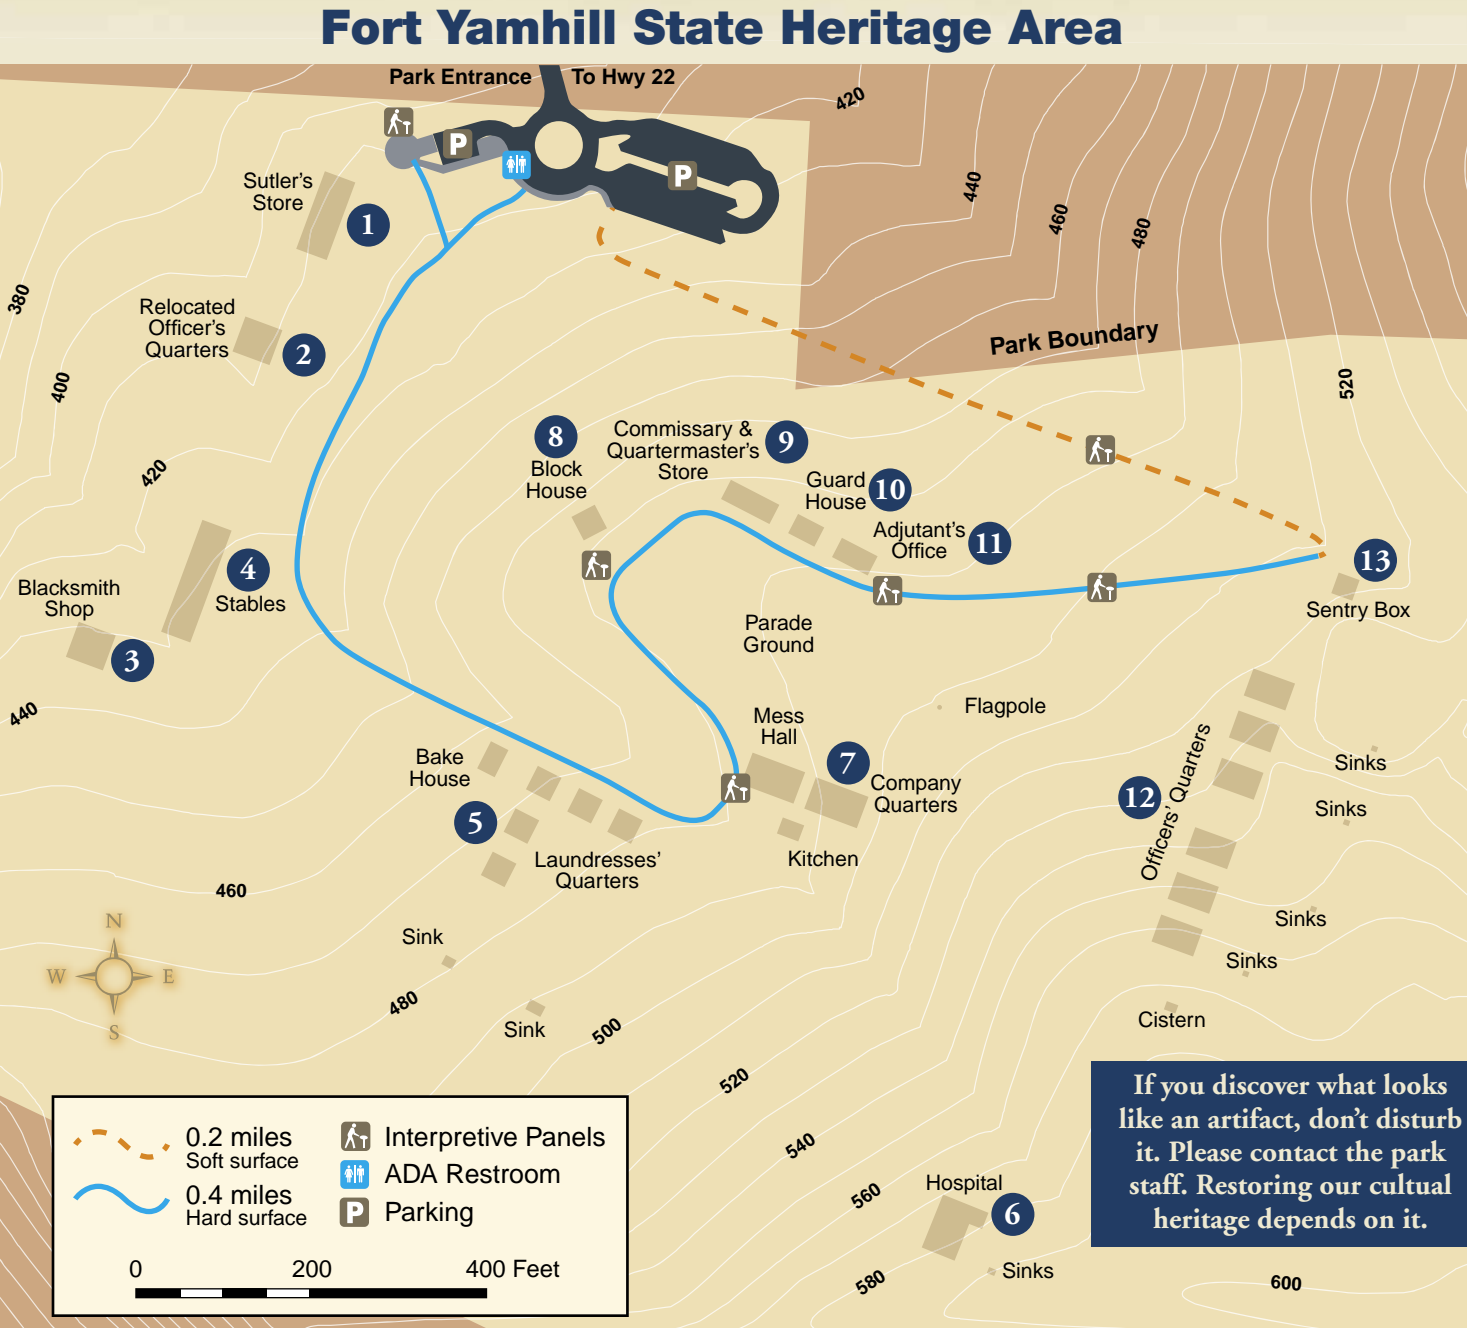 Fort Yamhill State Heritage Area
Park Entrance
To Hwy 22
420
P
P
Sutler's
Store
1
440
460
480
380
Relocated
Officer's
Quarters
2
Park Boundary
400
520
8
Block
House
Commissary &
Quartermaster's
Store
9
Guard
House
10
Adjutant's
Office
11
420
13
Sentry Box
4
Stables
Blacksmith
Shop
3
Parade
Ground
440
Flagpole
Mess
Hall
7
Company
Quarters
Kitchen
Bake
House
5
Laundresses'
Quarters
12
Officers' Quarters
Sinks
Sinks
Sinks
Sinks
Cistern
460
N
W
E
S
Sink
480
Sink
500
520
540
560
580
600
Hospital
6
Sinks
0.2 miles
Soft surface
0.4 miles
Hard surface
Interpretive Panels
ADA Restroom
P
Parking
0
200
400 Feet
If you discover what looks
like an artifact, don't disturb
it. Please contact the park
staff. Restoring our cultual
heritage depends on it.